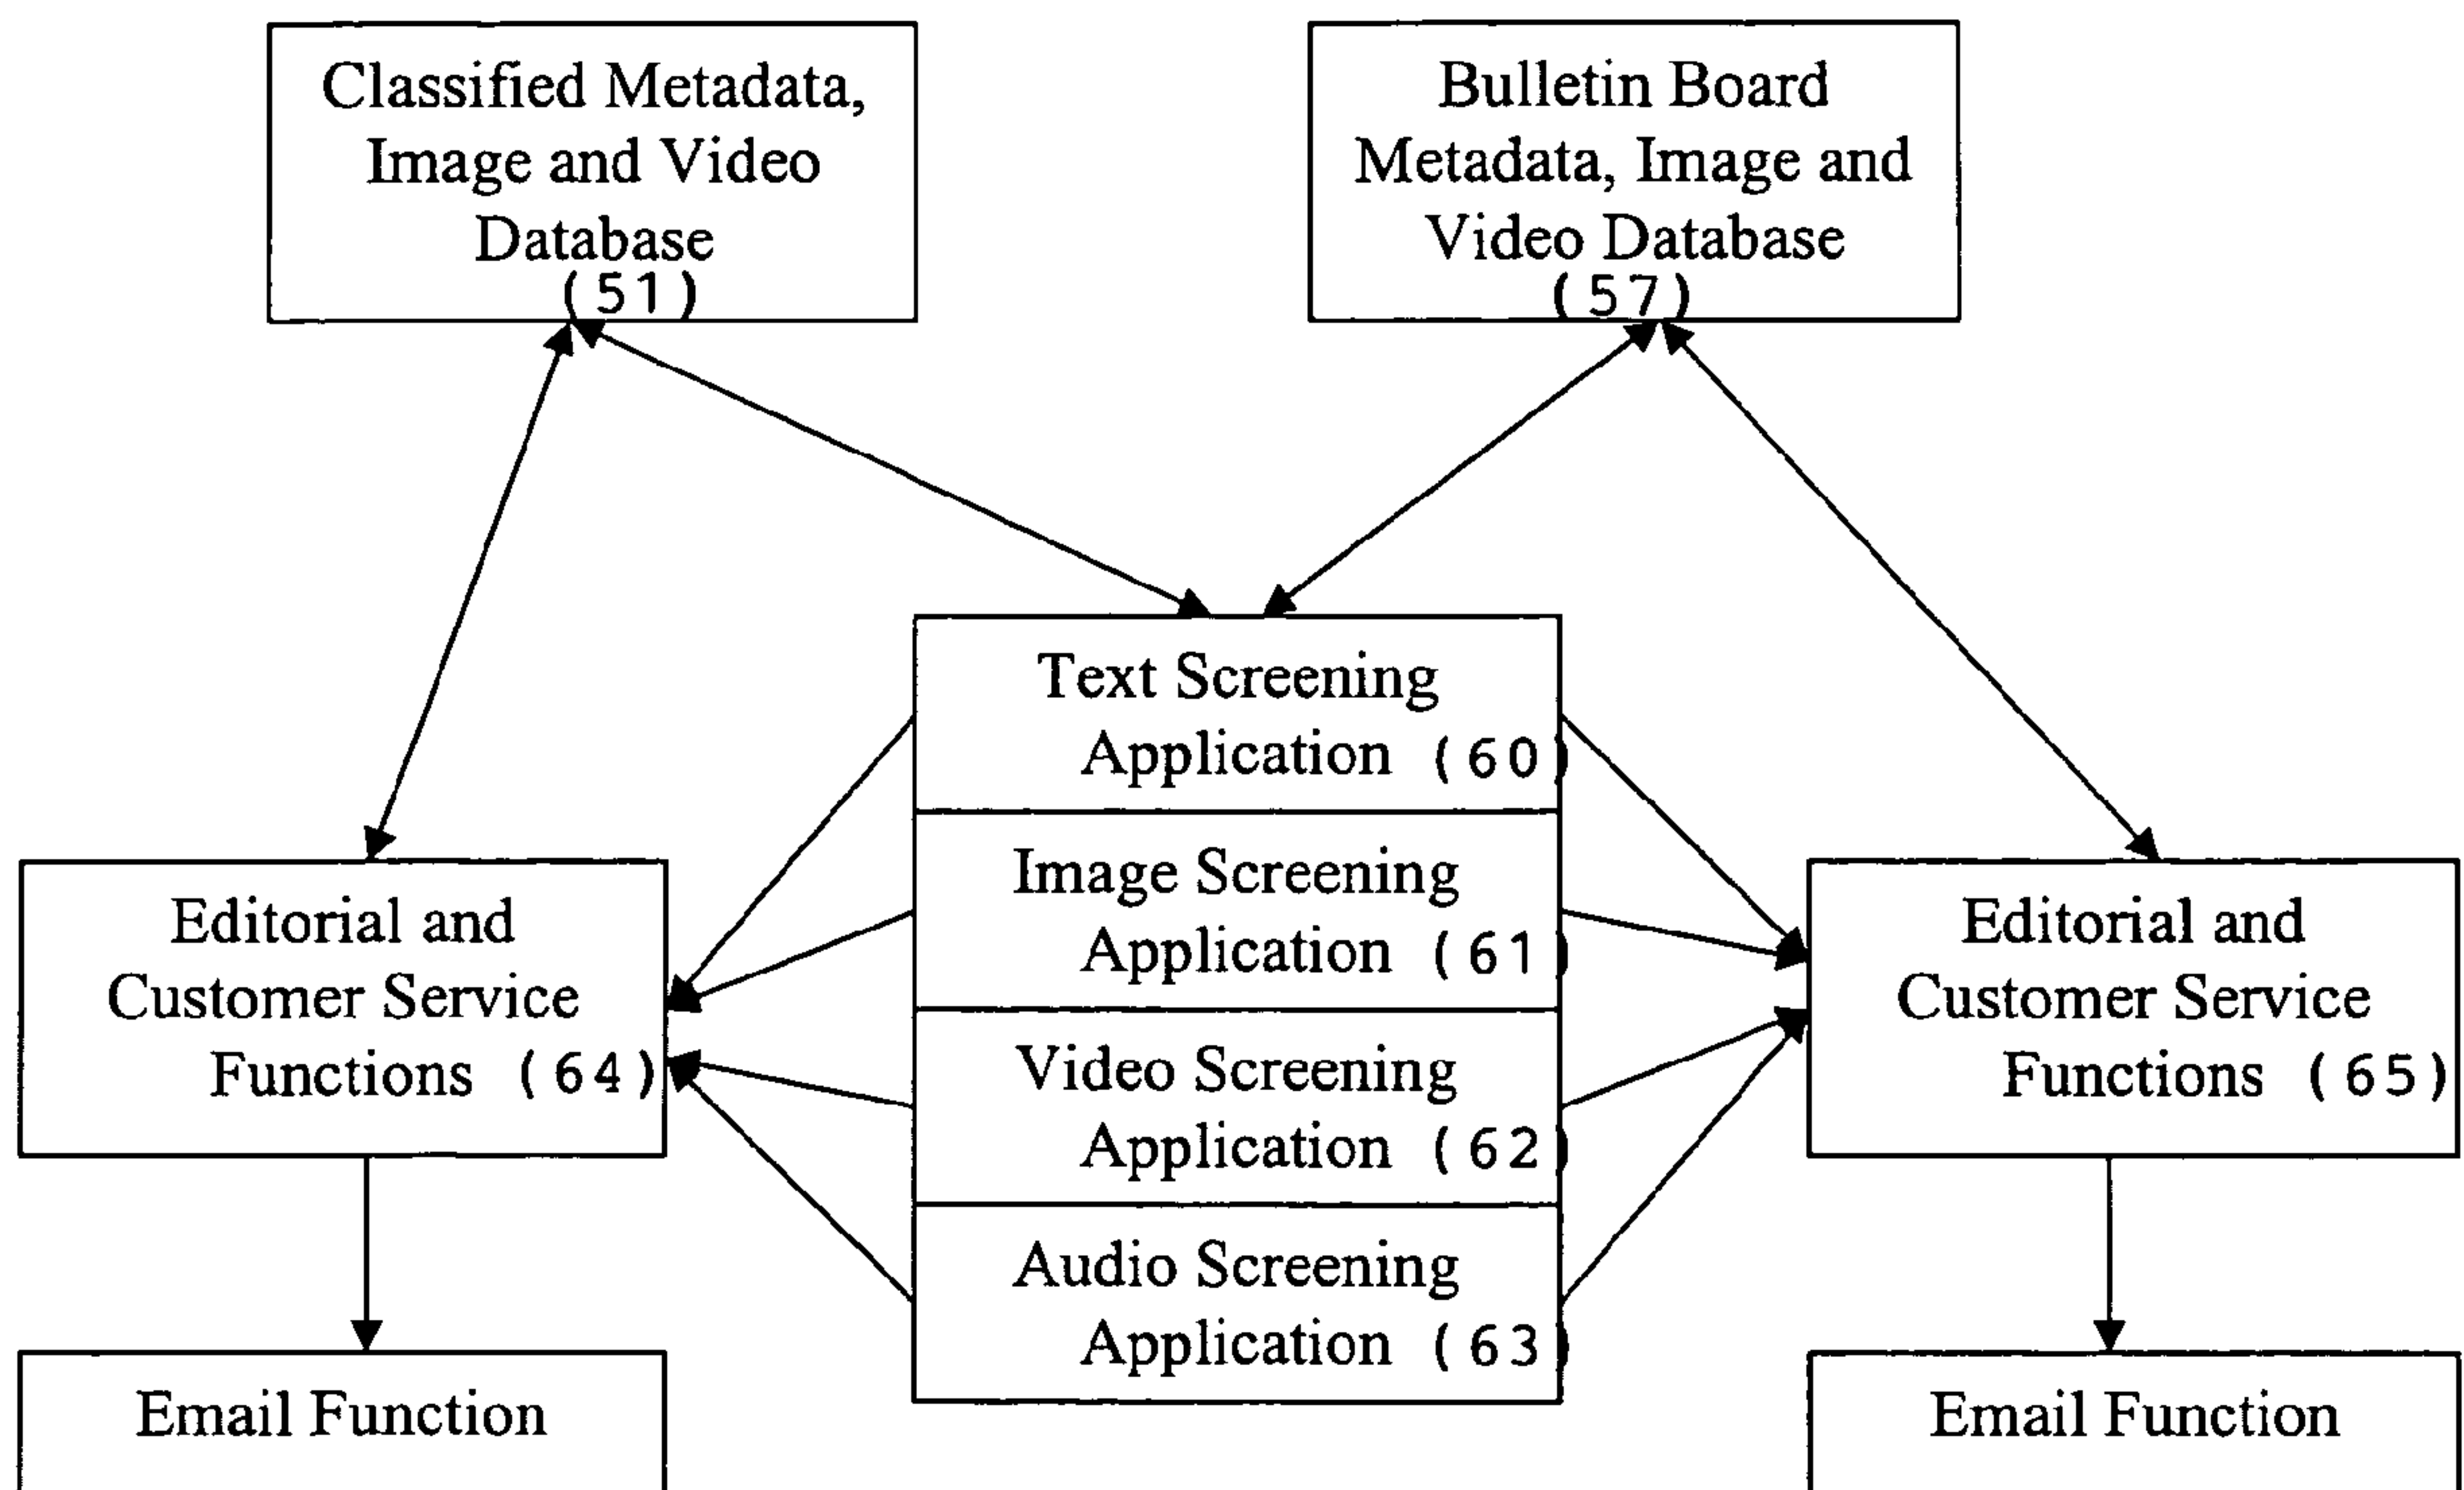 Classified Metadata,
Image and Video
Database
(51)
Bulletin Board
Metadata, Image and
Video Database
(57)
Text Screening
Application (60)
Image Screening
Application (61)
Video Screening
Application (62)
Audio Screening
Application (63)
Editorial and
Customer Service
Functions (64)
Editorial and
Customer Service
Functions (65)
Email Function
Email Function